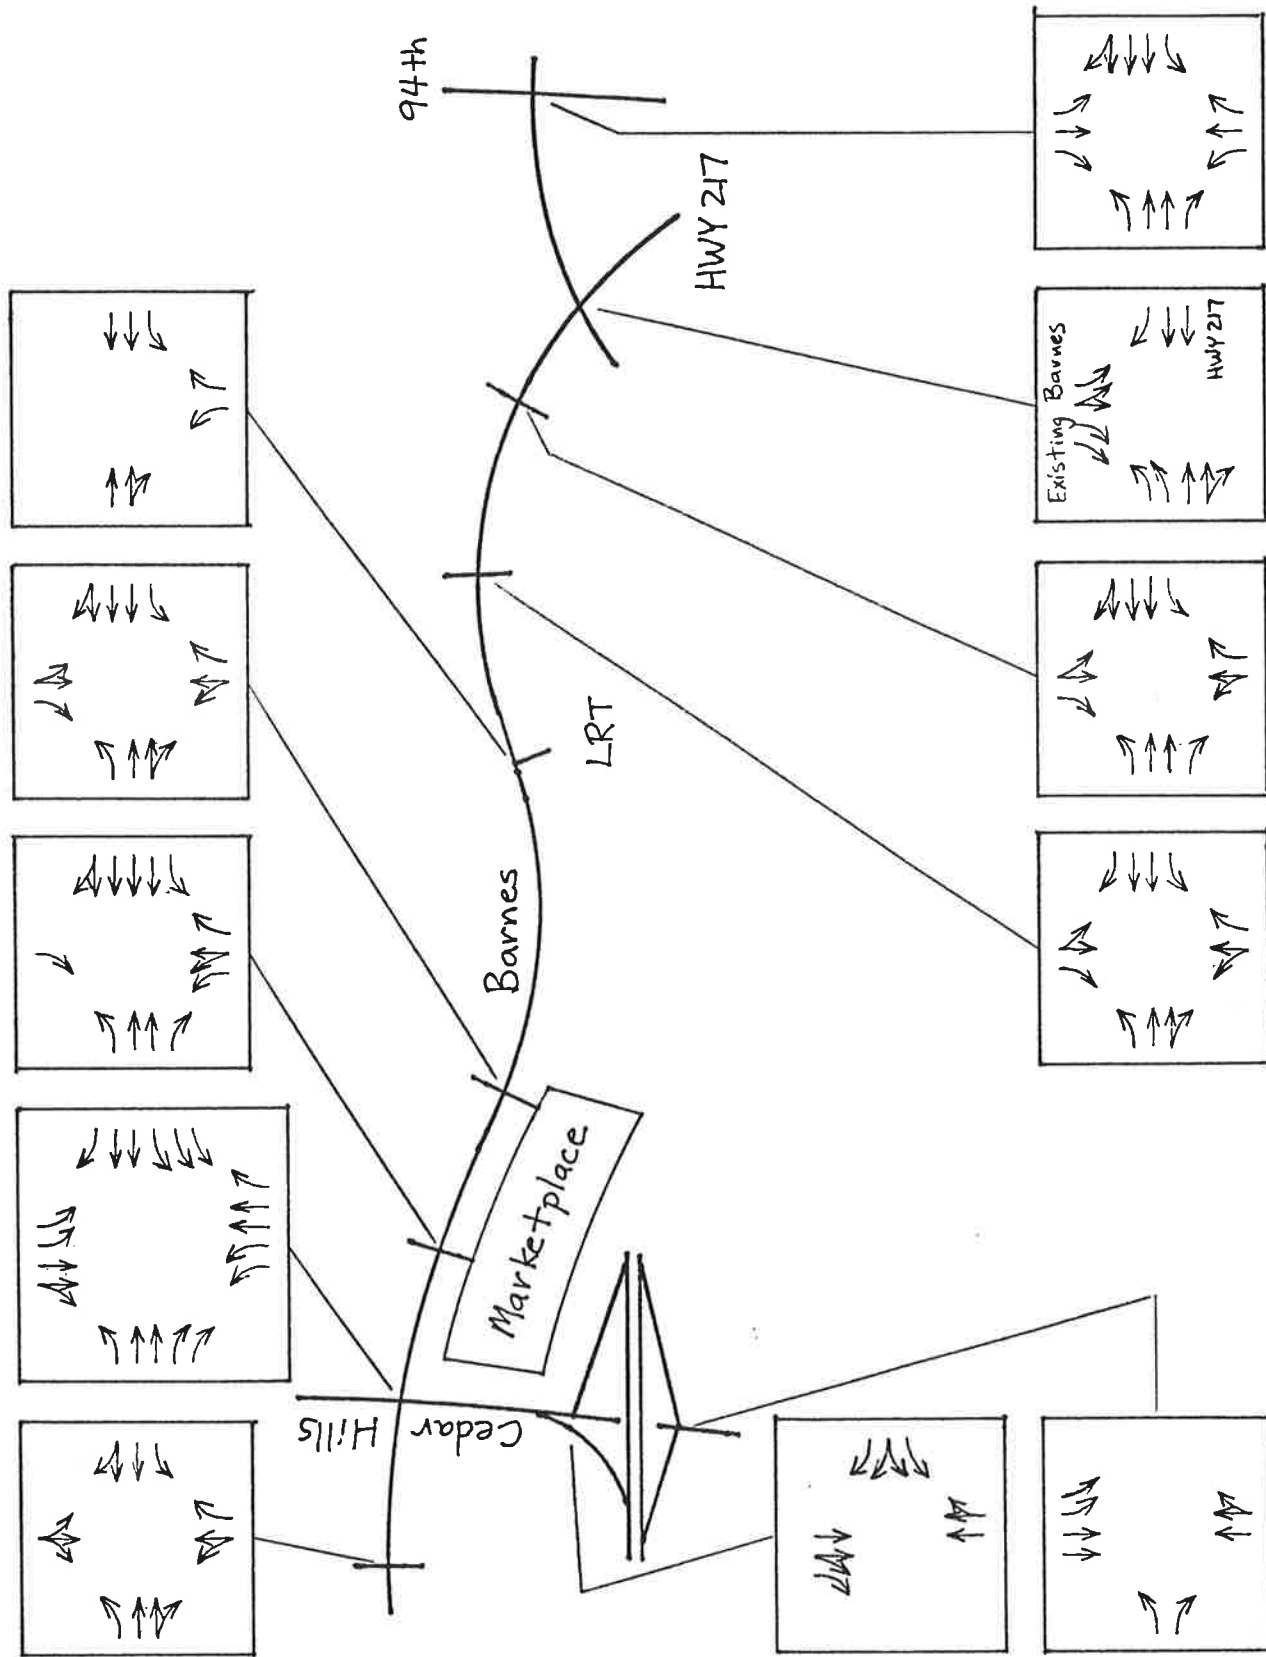 94th
HWY 217
LRT
Barnes
Marketplace
Cedar
Hills
Existing Barnes
HWY 217